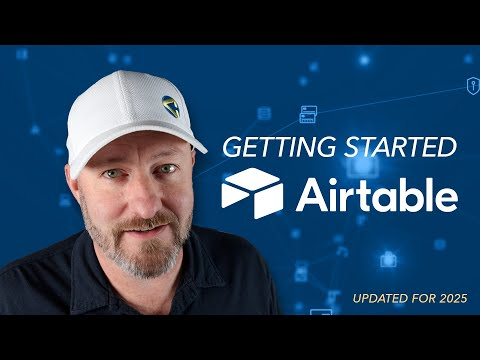 GETTING STARTED
Airtable
UPDATED FOR 2025